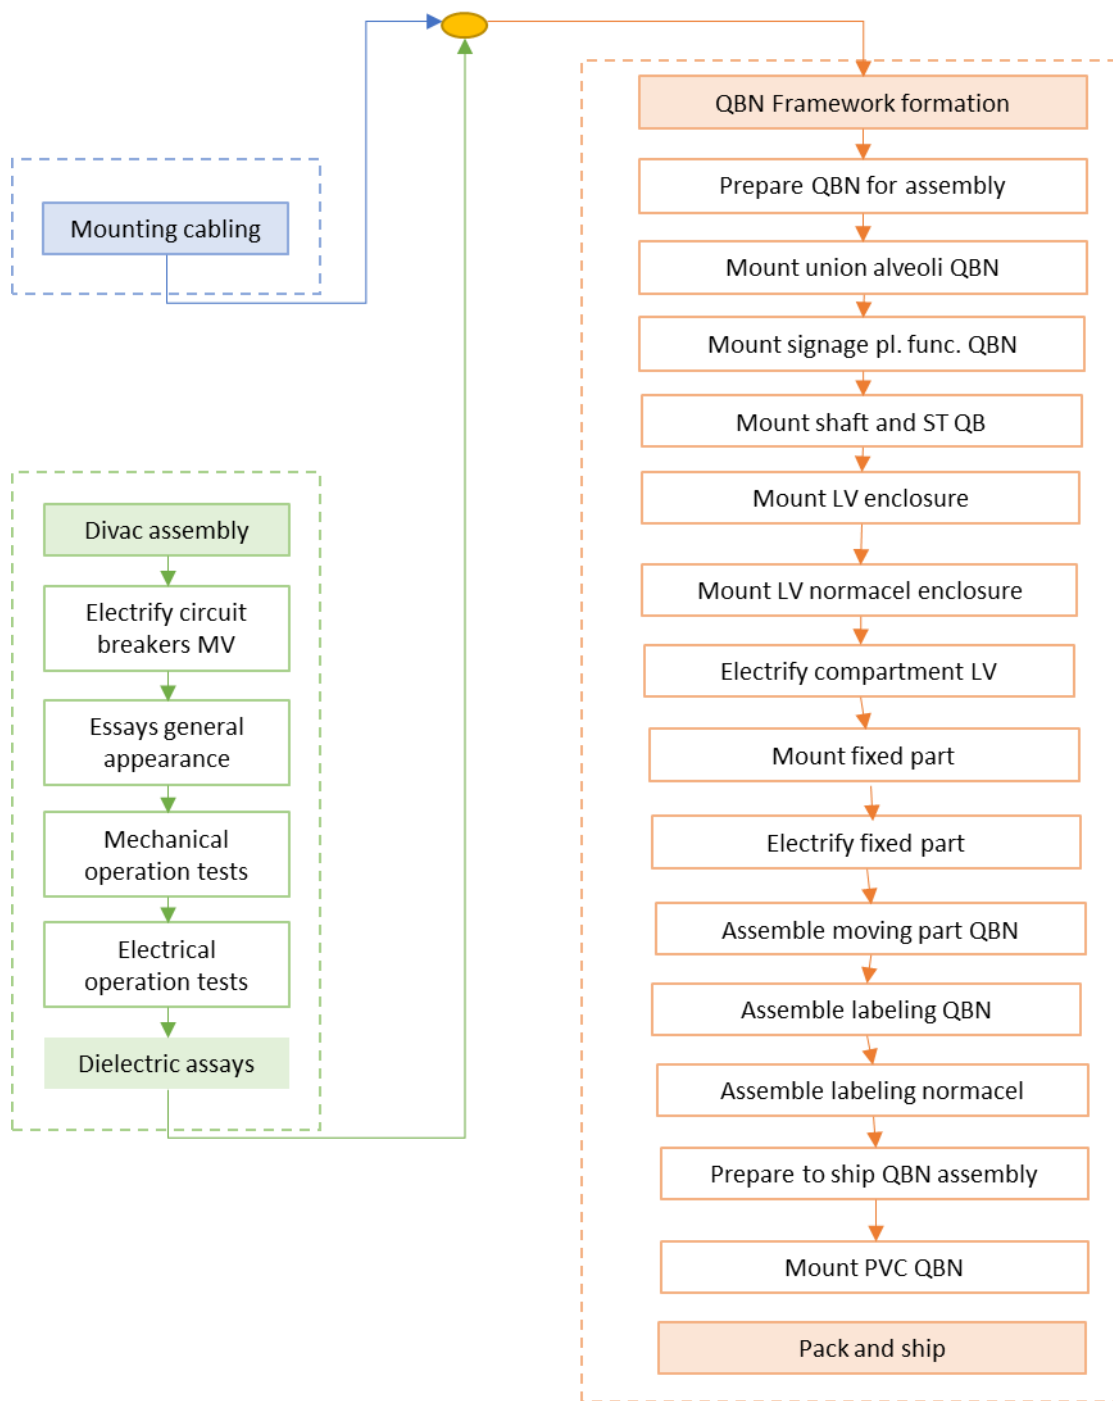 Mounting cabling
Divac assembly
Electrify circuit
breakers MV
Essays general
appearance
Mechanical
operation tests
Electrical
operation tests
Dielectric assays
QBN Framework formation
Prepare QBN for assembly
Mount union alveoli QBN
Mount signage pl. func. QBN
Mount shaft and ST QB
Mount LV enclosure
Mount LV normacel enclosure
Electrify compartment LV
Mount fixed part
Electrify fixed part
Assemble moving part QBN
Assemble labeling QBN
Assemble labeling normacel
Prepare to ship QBN assembly
Mount PVC QBN
Pack and ship